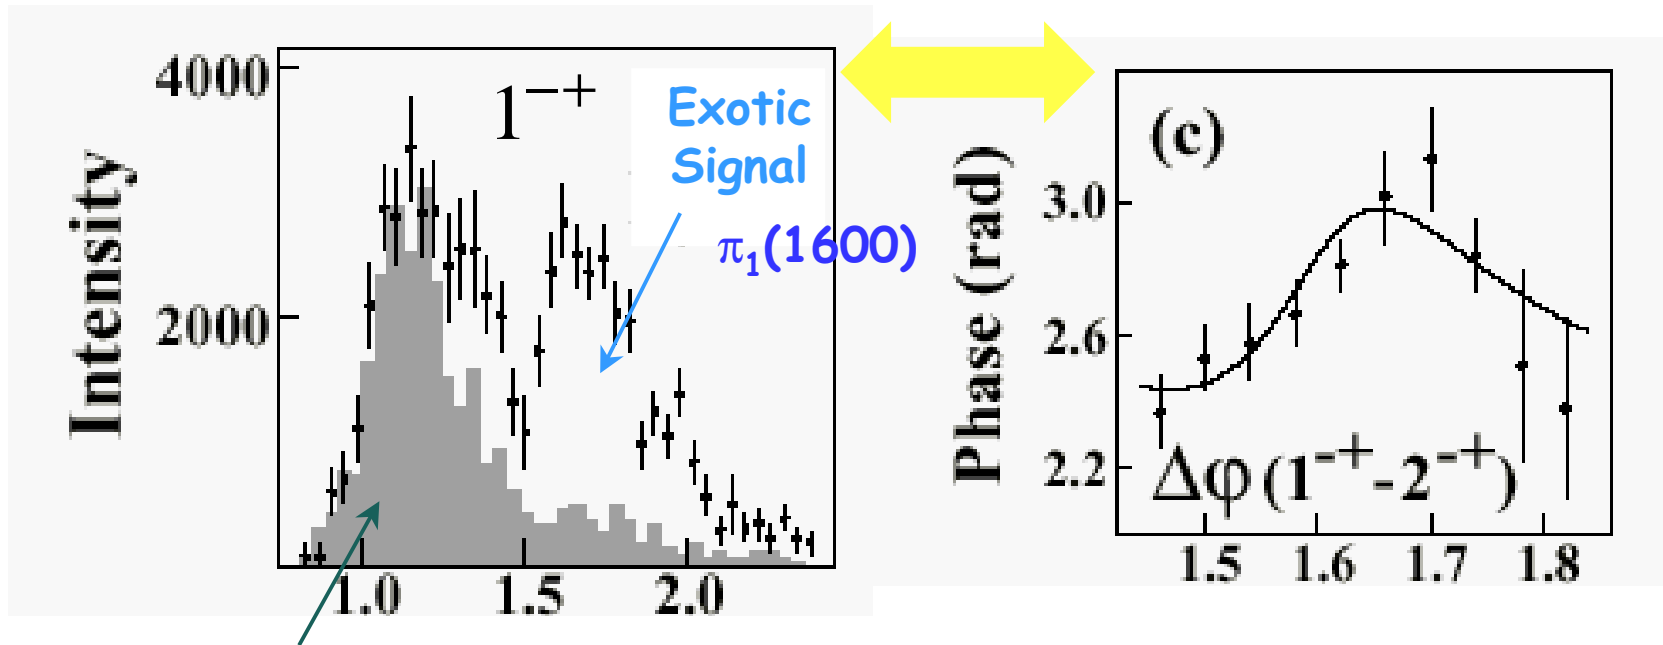 4000
2000
Intensity
1⁻⁺
Exotic
Signal
π₁(1600)
1.0 1.5 2.0
(c)
Phase (rad)
3.0
2.6
2.2
Δφ (1⁻⁺-2⁻⁺)
1.5 1.6 1.7 1.8